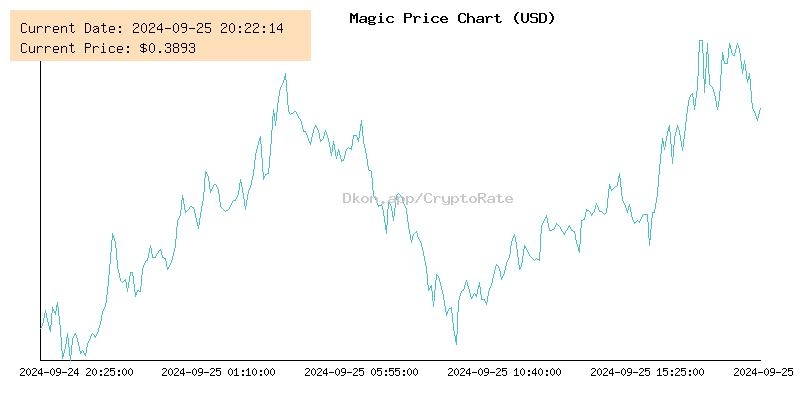 Magic Price Chart (USD)
Current Date: 2024-09-25 20:22:14
Current Price: $0.3893
Dkon.app/CryptoRate
2024-09-24 20:25:00 2024-09-25 01:10:00 2024-09-25 05:55:00 2024-09-25 10:40:00 2024-09-25 15:25:00 2024-09-25